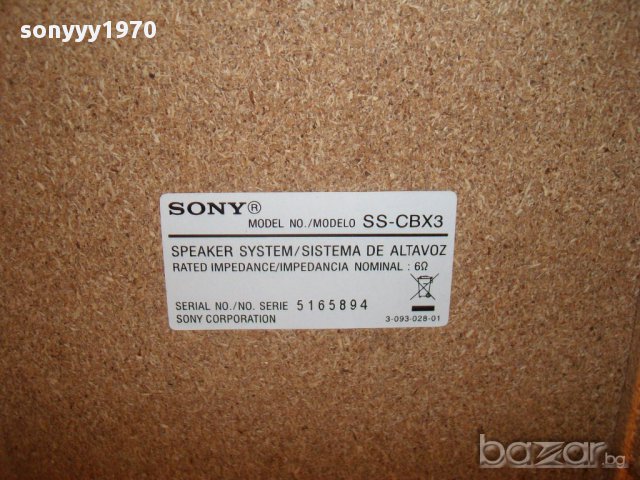 sonyyy1970
SONY®
MODEL NO./MODELO SS-CBX3
SPEAKER SYSTEM/SISTEMA DE ALTAVOZ
RATED IMPEDANCE/IMPEDANCIA NOMINAL : 6Ω
SERIAL NO./NO. SERIE 5165894
SONY CORPORATION 3-093-028-01
bazar.bg